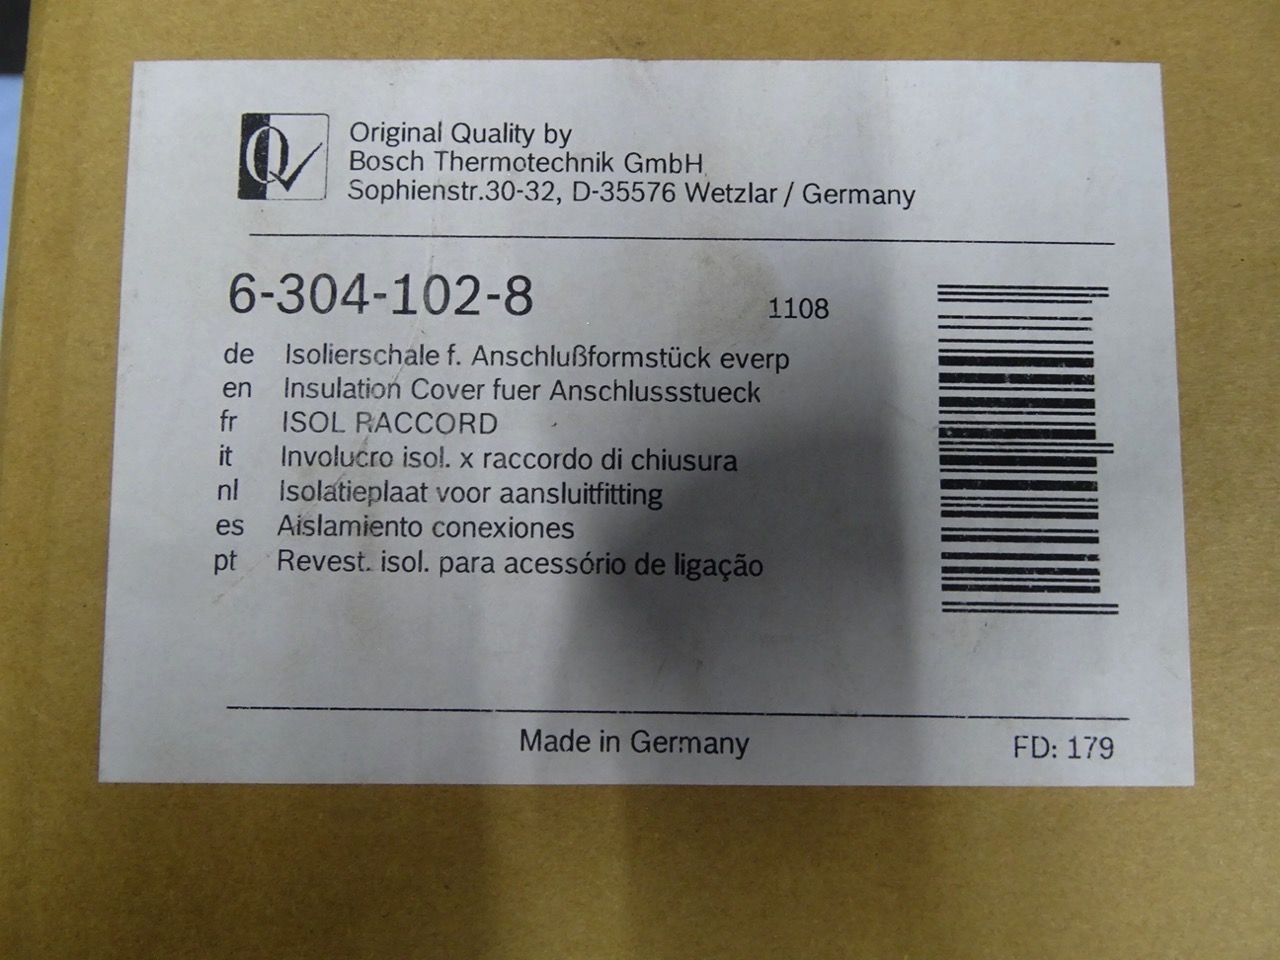 Q
Original Quality by
Bosch Thermotechnik GmbH
Sophienstr.30-32, D-35576 Wetzlar / Germany
6-304-102-8 1108
de Isolierschale f. Anschlußformstück everp
en Insulation Cover fuer Anschlussstueck
fr ISOL RACCORD
it Involucro isol. x raccordo di chiusura
nl Isolatieplaat voor aansluitfitting
es Aislamiento conexiones
pt Revest. isol. para acessório de ligação
Made in Germany FD: 179